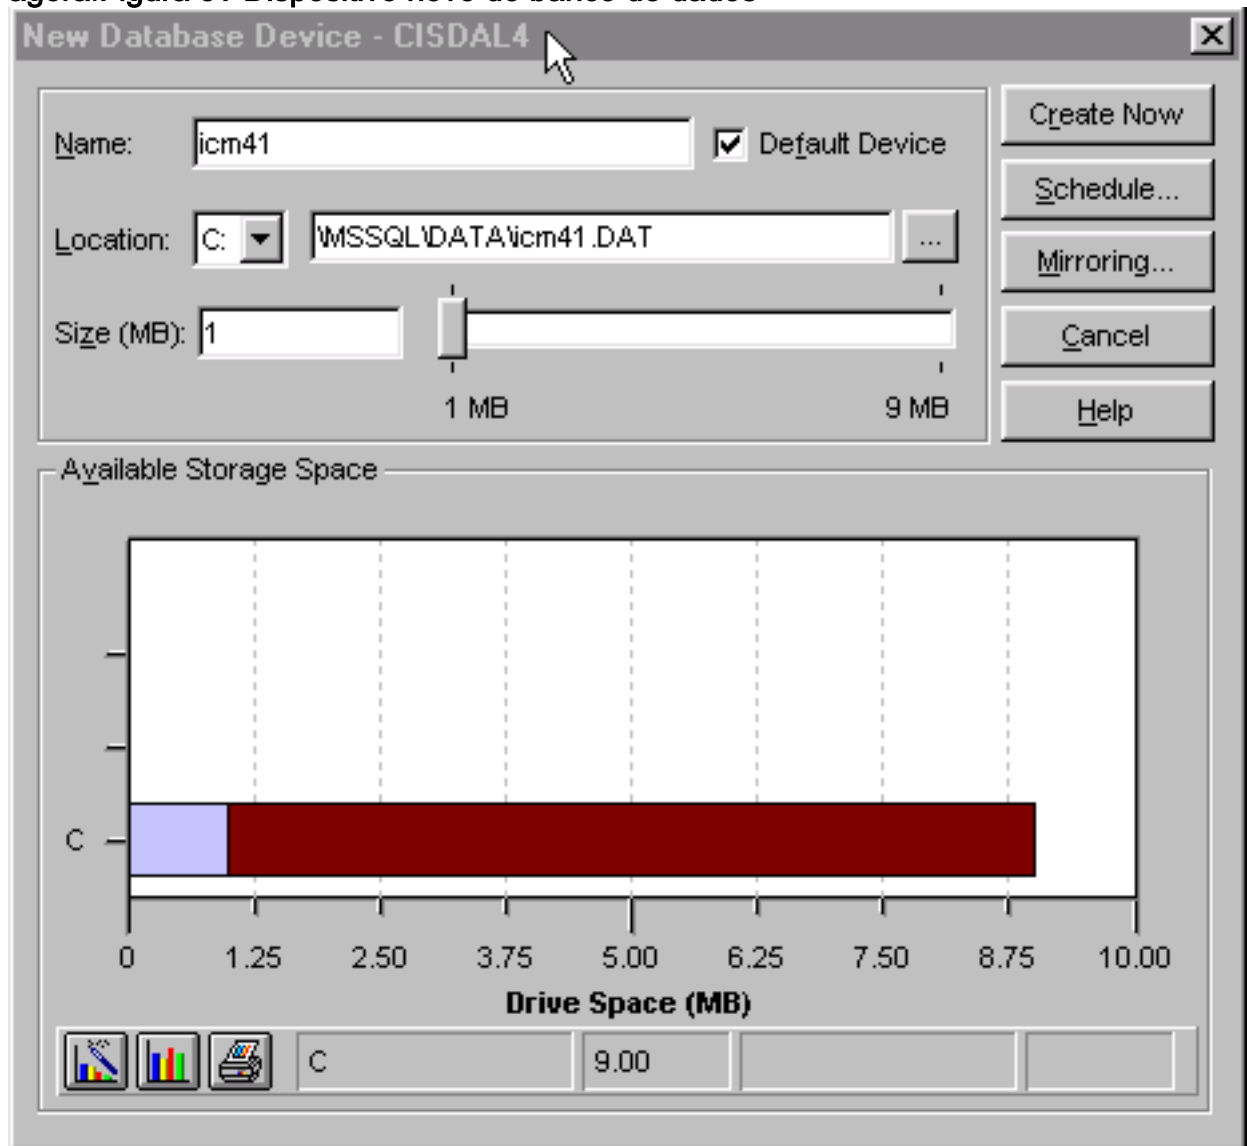 New Database Device - CISDAL4
Name: icm41 Default Device
Create Now
Schedule...
Location: C: \MSSQL\DATA\icm41.DAT ...
Mirroring...
Size (MB): 1
Cancel
1 MB 9 MB
Help
Available Storage Space
C
0 1.25 2.50 3.75 5.00 6.25 7.50 8.75 10.00
Drive Space (MB)
C 9.00